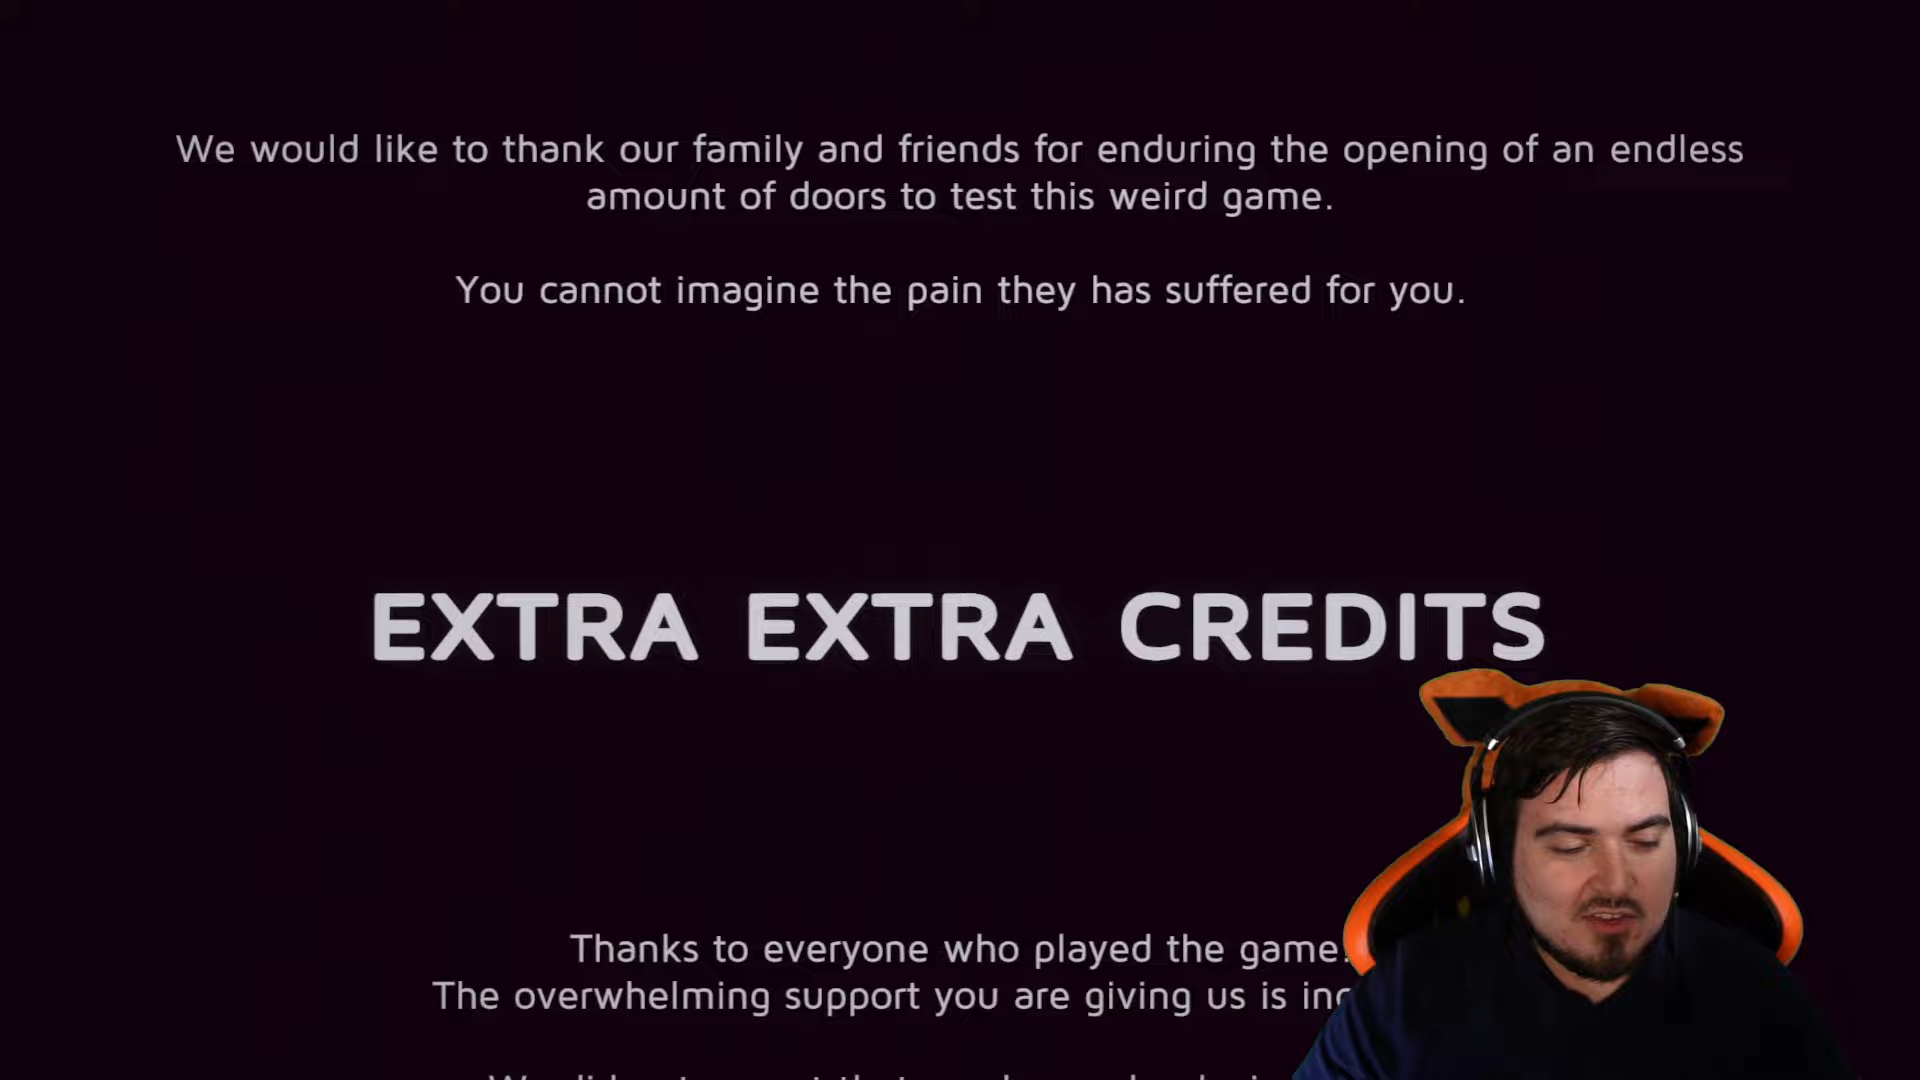 We would like to thank our family and friends for enduring the opening of an endless
amount of doors to test this weird game.
You cannot imagine the pain they has suffered for you.
EXTRA EXTRA CREDITS
Thanks to everyone who played the game.
The overwhelming support you are giving us is